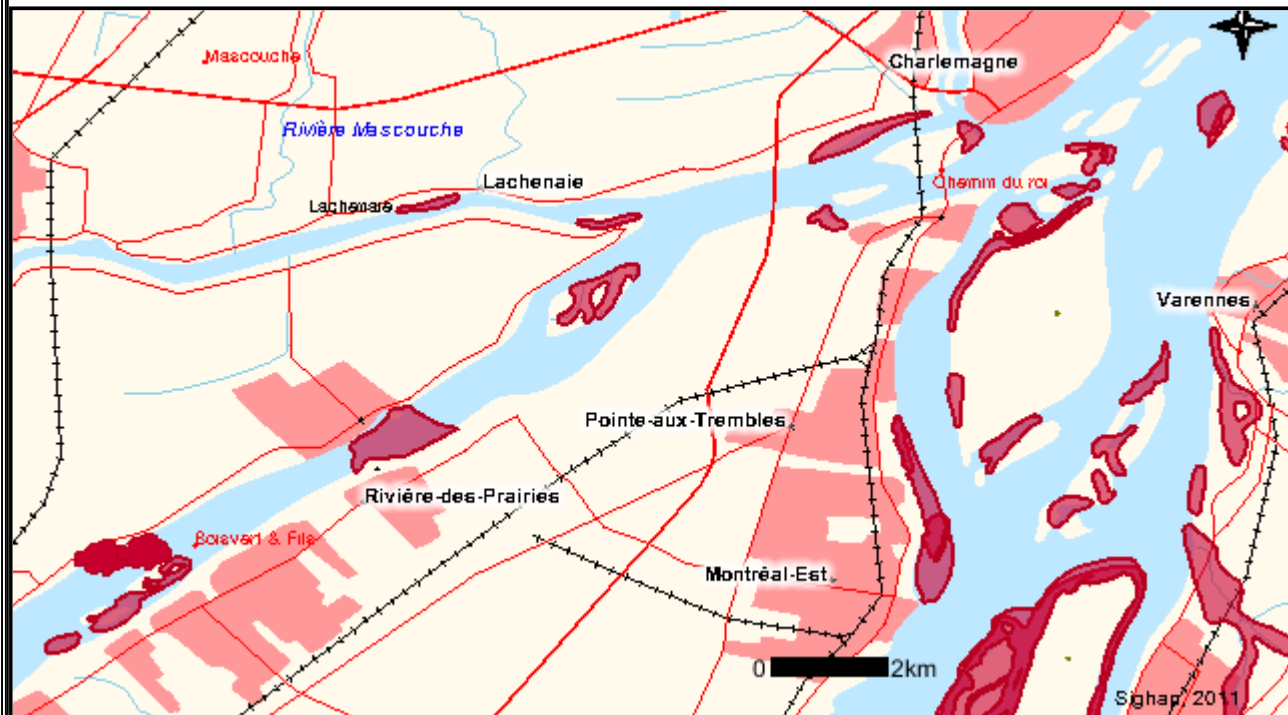 Mascouche
Charlemagne
Rivière Mascouche
Lachenaie
Chemin du roi
Lachenaie
Varennes
Pointe-aux-Trembles
Rivière-des-Prairies
Boisvert & Fils
Montréal-Est
0 2km
Sighap, 2011